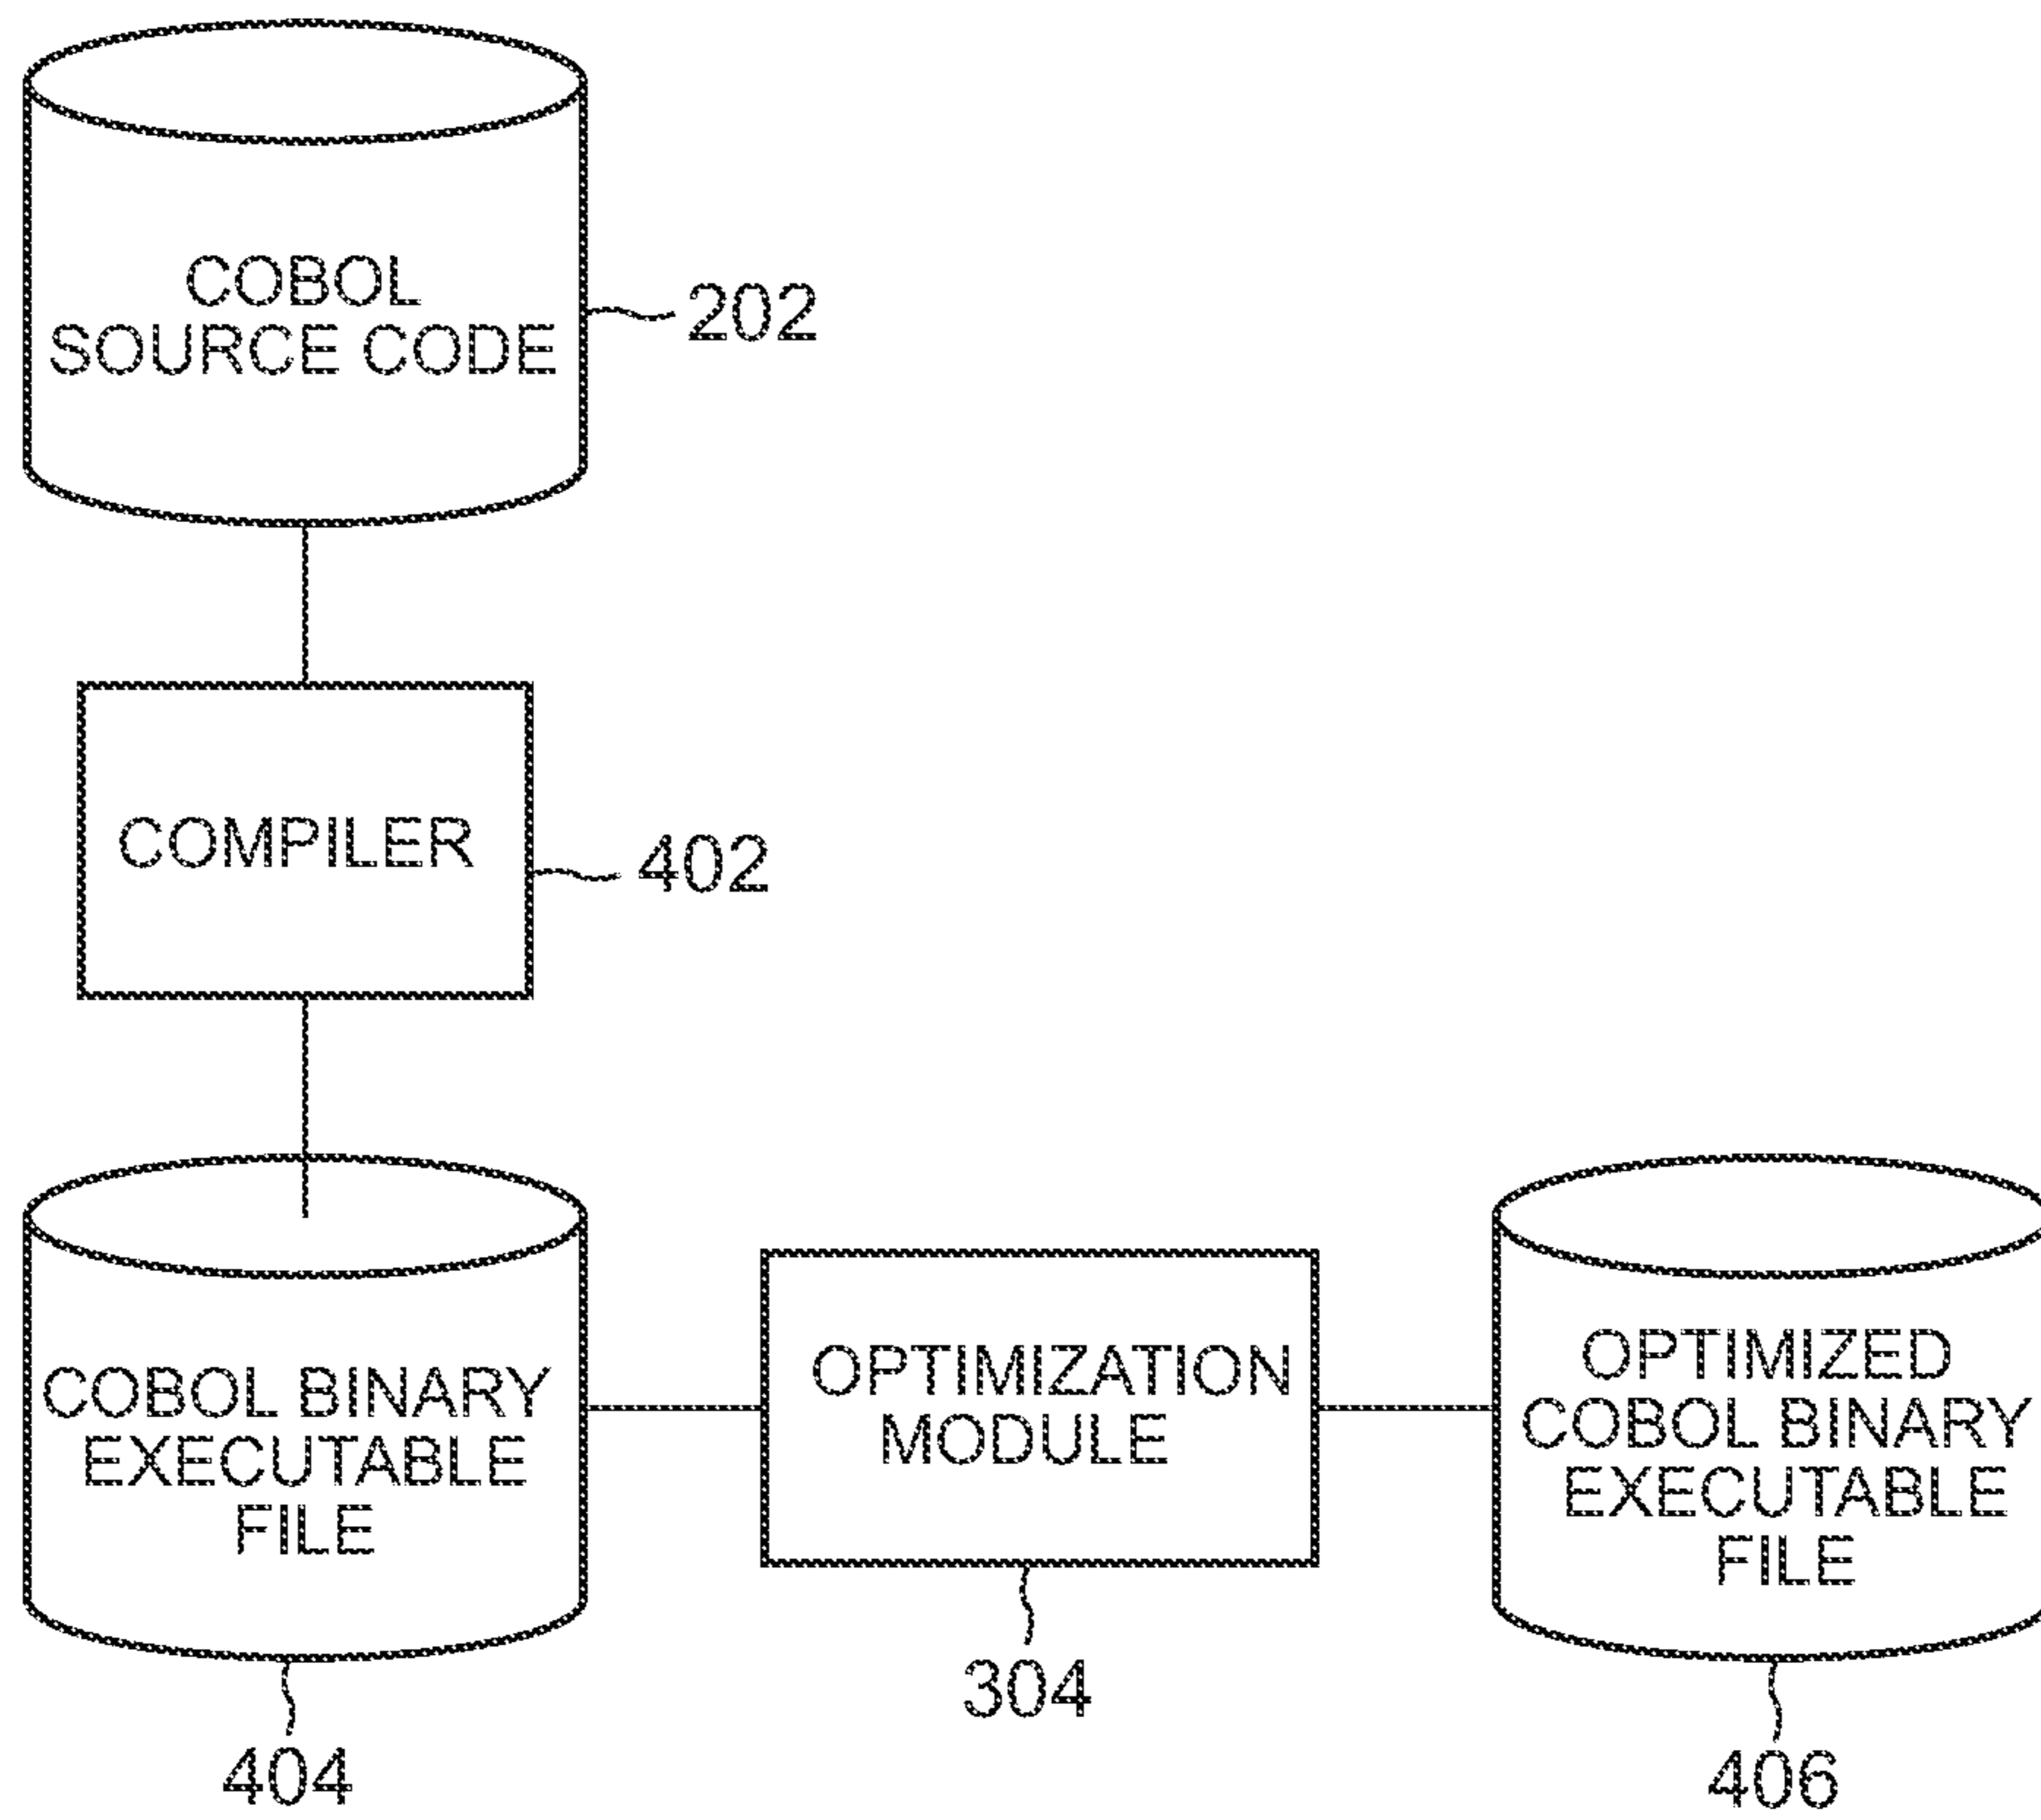 COBOL
SOURCE CODE
202
COMPILER
402
COBOL BINARY
EXECUTABLE
FILE
404
OPTIMIZATION
MODULE
304
OPTIMIZED
COBOL BINARY
EXECUTABLE
FILE
406